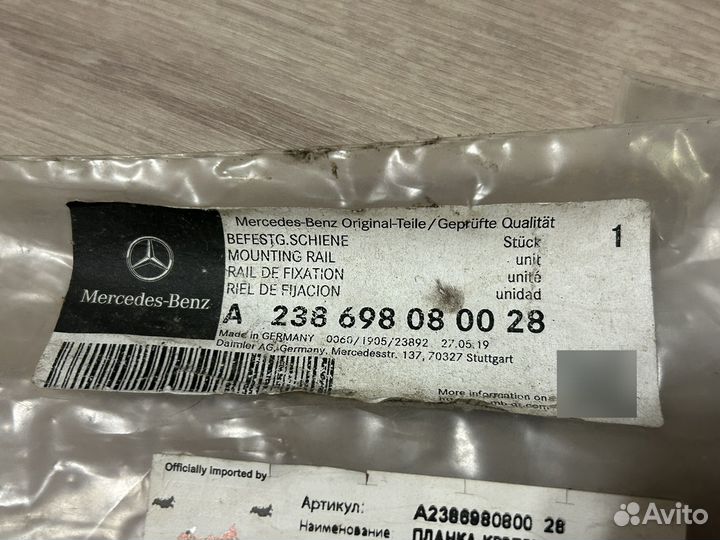 Mercedes-Benz Original-Teile/Geprüfte Qualität
BEFESTG.SCHIENE Stück 1
MOUNTING RAIL unit
RAIL DE FIXATION unité
RIEL DE FIJACION unidad
Mercedes-Benz
A 238 698 08 00 28
Made in GERMANY 0060/1905/23892 27.05.19
Daimler AG, Germany, Mercedesstr. 137, 70327 Stuttgart
More information on
Officially imported by
Артикул: A2386980800 28
Наименование ПЛАНКА
Avito